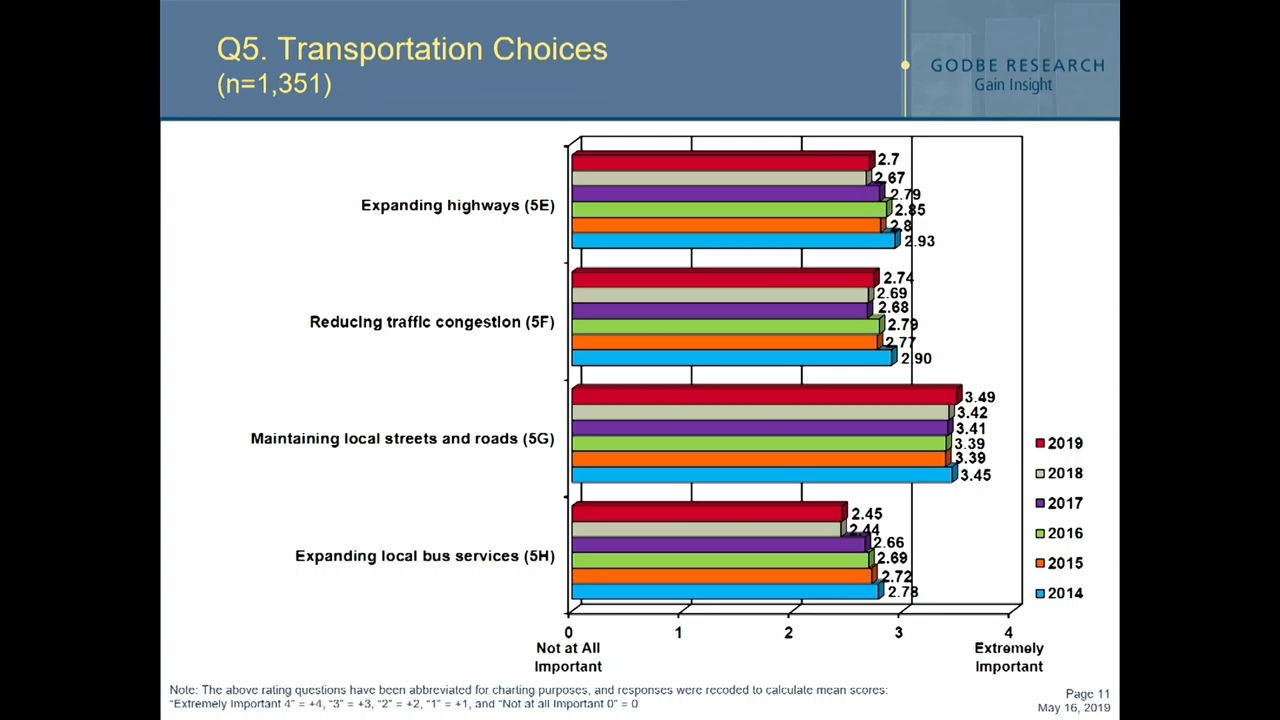 Q5. Transportation Choices
(n=1,351)
GODBE RESEARCH
Gain Insight
Expanding highways (5E)
2.7
2.67
2.79
2.85
2.8
2.93
Reducing traffic congestion (5F)
2.74
2.69
2.68
2.79
2.77
2.90
Maintaining local streets and roads (5G)
3.49
3.42
3.41
3.39
3.39
3.45
Expanding local bus services (5H)
2.45
2.44
2.66
2.69
2.72
2.78
2019
2018
2017
2016
2015
2014
0 1 2 3 4
Not at All
Important
Extremely
Important
Note: The above rating questions have been abbreviated for charting purposes, and responses were recoded to calculate mean scores:
“Extremely Important 4” = +4, “3” = +3, “2” = +2, “1” = +1, and “Not at all Important 0” = 0
Page 11
May 16, 2019